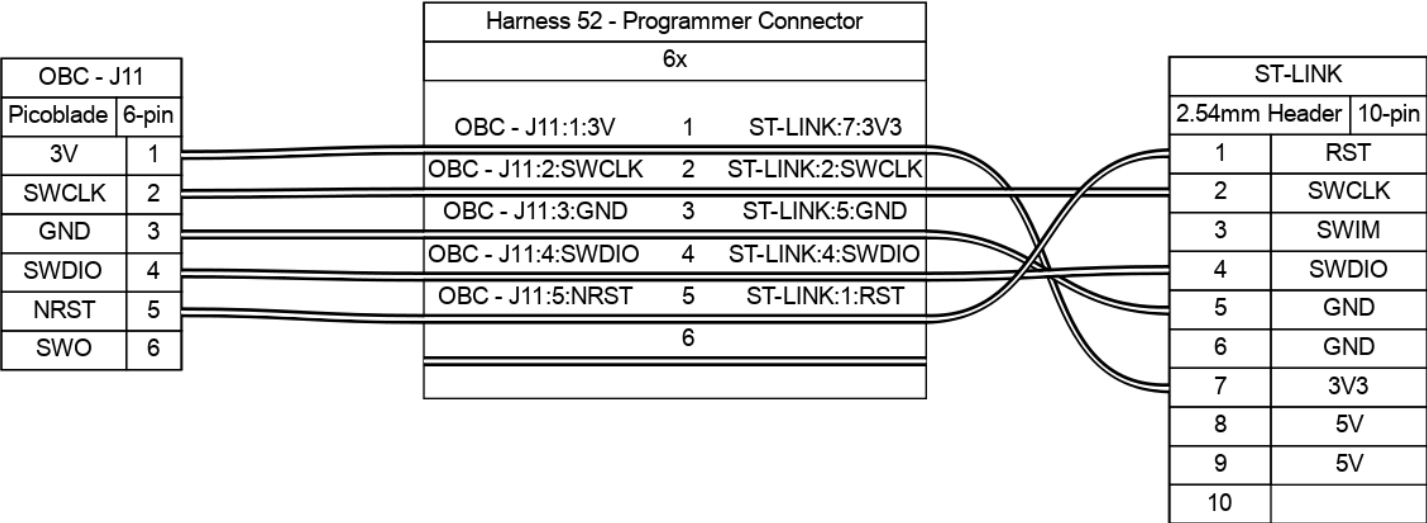 OBC - J11
Picoblade 6-pin
3V 1
SWCLK 2
GND 3
SWDIO 4
NRST 5
SWO 6
Harness 52 - Programmer Connector
6x
OBC - J11:1:3V 1 ST-LINK:7:3V3
OBC - J11:2:SWCLK 2 ST-LINK:2:SWCLK
OBC - J11:3:GND 3 ST-LINK:5:GND
OBC - J11:4:SWDIO 4 ST-LINK:4:SWDIO
OBC - J11:5:NRST 5 ST-LINK:1:RST
6
ST-LINK
2.54mm Header 10-pin
1 RST
2 SWCLK
3 SWIM
4 SWDIO
5 GND
6 GND
7 3V3
8 5V
9 5V
10